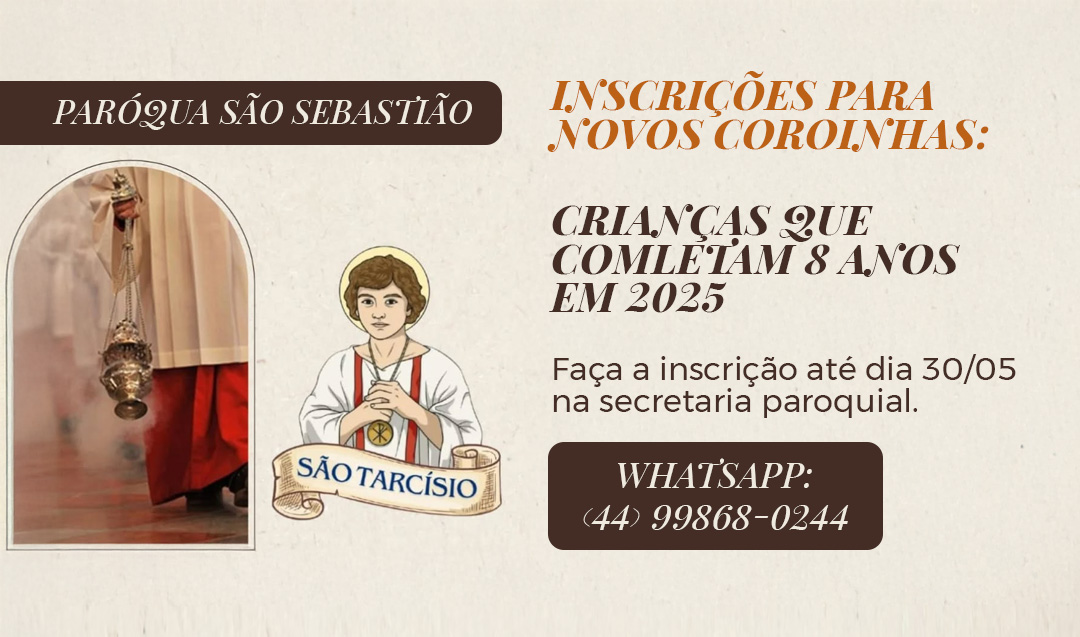 PARÓQUA SÃO SEBASTIÃO
SÃO TARCÍSIO
INSCRIÇÕES PARA
NOVOS COROINHAS:
CRIANÇAS QUE
COMLETAM 8 ANOS
EM 2025
Faça a inscrição até dia 30/05
na secretaria paroquial.
WHATSAPP:
(44) 99868-0244